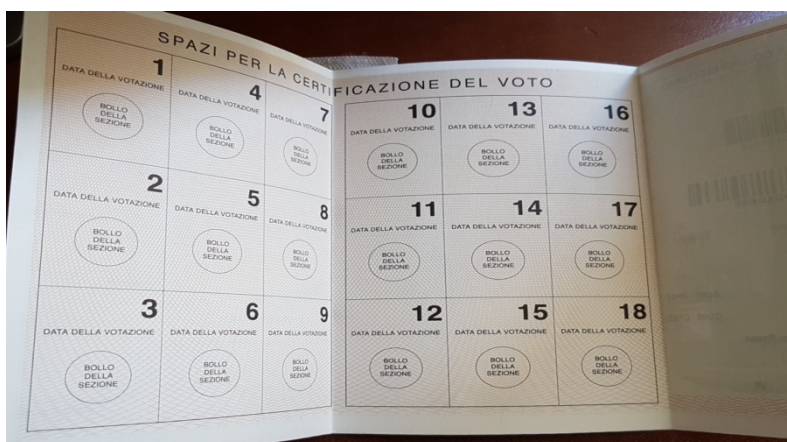 SPAZI PER LA CERTIFICAZIONE DEL VOTO
1
DATA DELLA VOTAZIONE
BOLLO
DELLA
SEZIONE
2
DATA DELLA VOTAZIONE
BOLLO
DELLA
SEZIONE
3
DATA DELLA VOTAZIONE
BOLLO
DELLA
SEZIONE
4
DATA DELLA VOTAZIONE
BOLLO
DELLA
SEZIONE
5
DATA DELLA VOTAZIONE
BOLLO
DELLA
SEZIONE
6
DATA DELLA VOTAZIONE
BOLLO
DELLA
SEZIONE
7
DATA DELLA VOTAZIONE
BOLLO
DELLA
SEZIONE
8
DATA DELLA VOTAZIONE
BOLLO
DELLA
SEZIONE
9
DATA DELLA VOTAZIONE
BOLLO
DELLA
SEZIONE
10
DATA DELLA VOTAZIONE
BOLLO
DELLA
SEZIONE
11
DATA DELLA VOTAZIONE
BOLLO
DELLA
SEZIONE
12
DATA DELLA VOTAZIONE
BOLLO
DELLA
SEZIONE
13
DATA DELLA VOTAZIONE
BOLLO
DELLA
SEZIONE
14
DATA DELLA VOTAZIONE
BOLLO
DELLA
SEZIONE
15
DATA DELLA VOTAZIONE
BOLLO
DELLA
SEZIONE
16
DATA DELLA VOTAZIONE
BOLLO
DELLA
SEZIONE
17
DATA DELLA VOTAZIONE
BOLLO
DELLA
SEZIONE
18
DATA DELLA VOTAZIONE
BOLLO
DELLA
SEZIONE